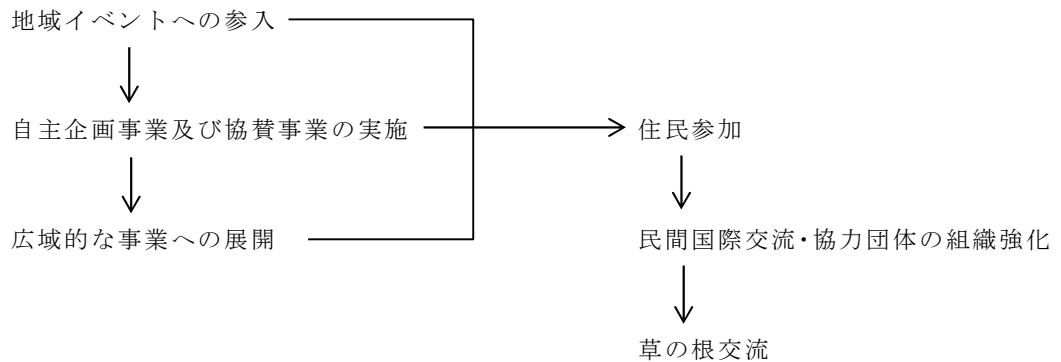 地域イベントへの参入
自主企画事業及び協賛事業の実施
広域的な事業への展開
住民参加
民間国際交流・協力団体の組織強化
草の根交流